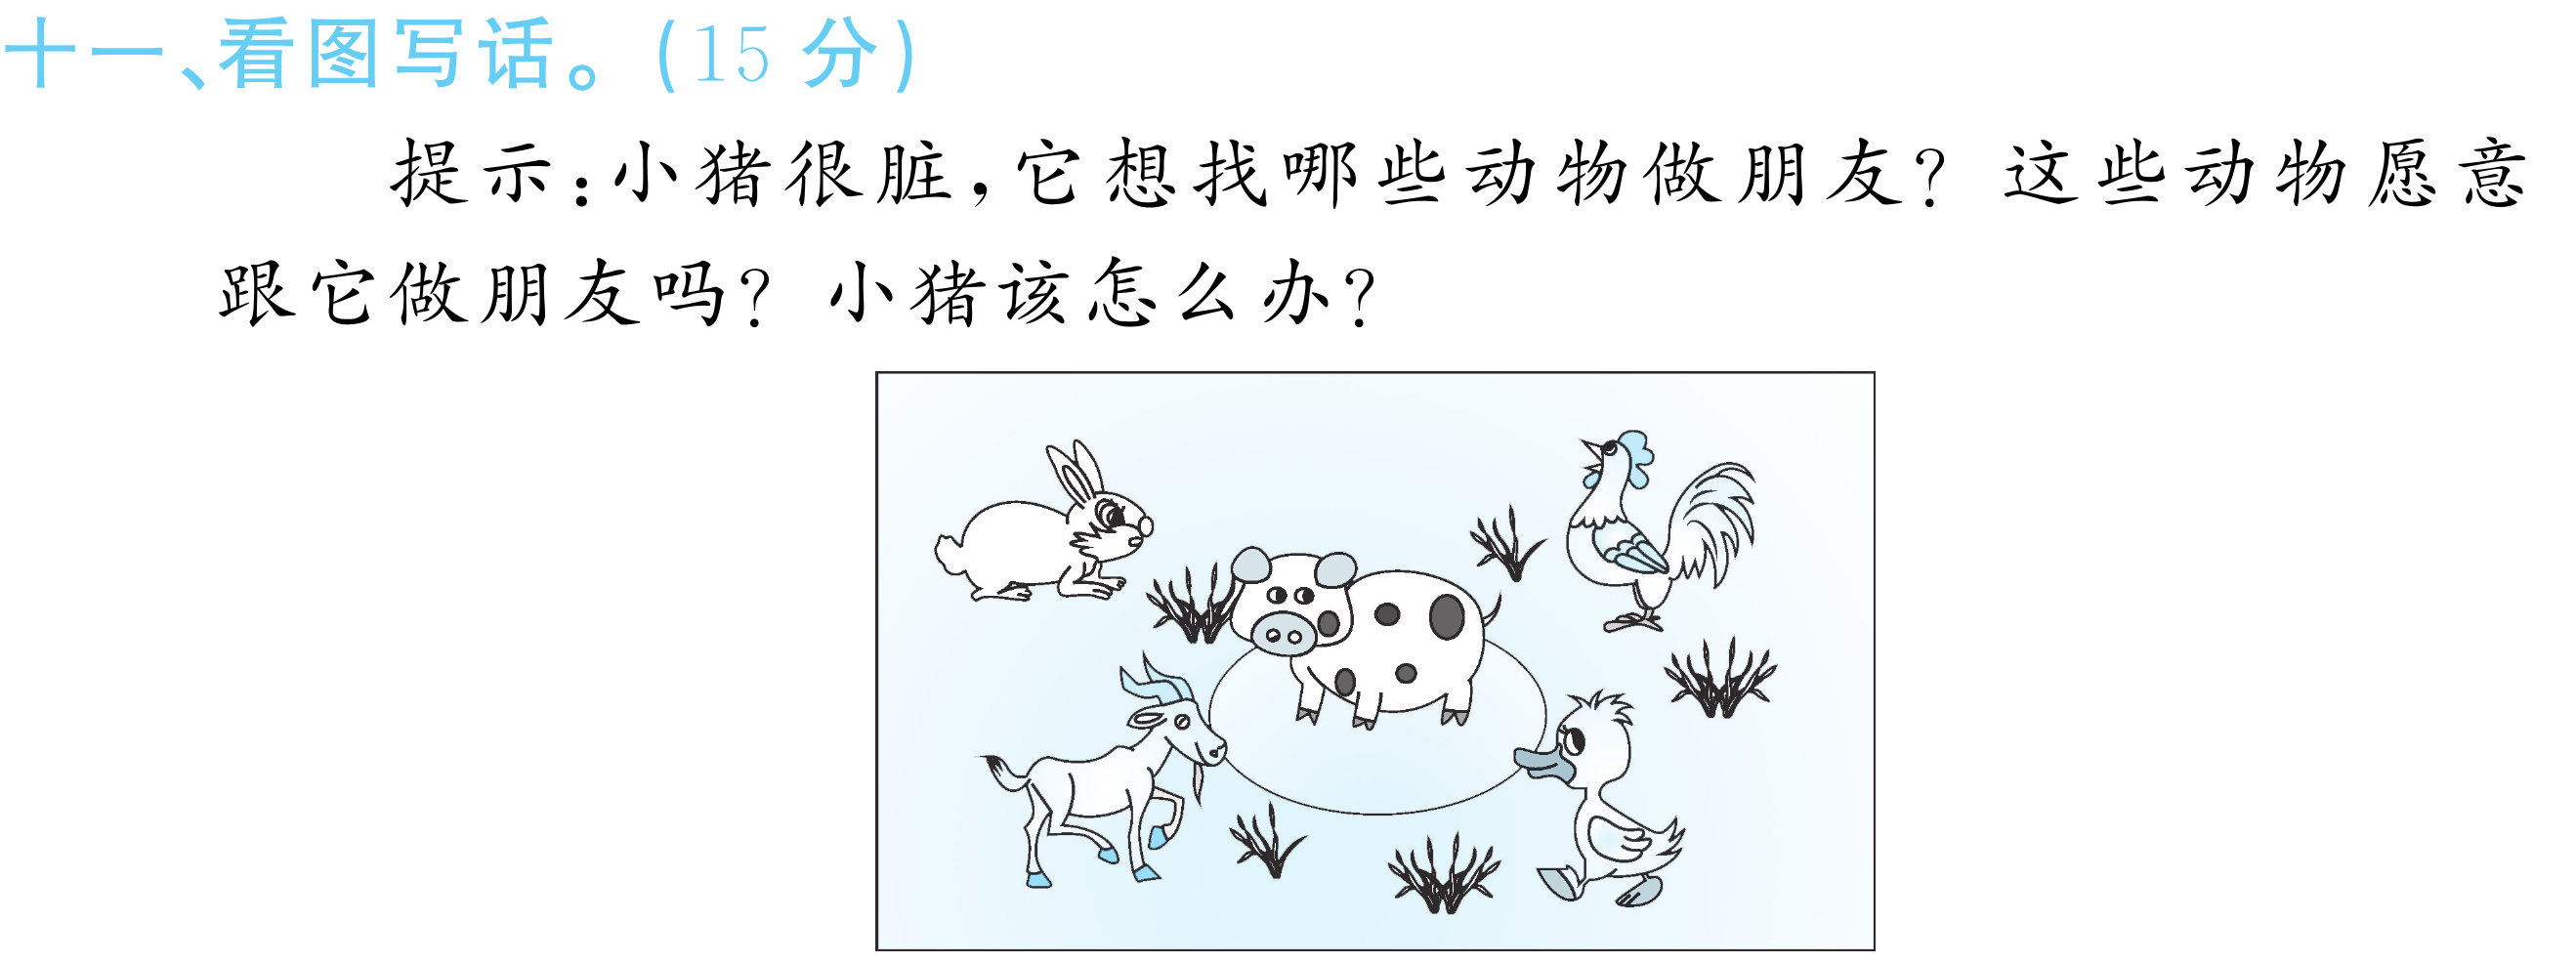 十一、看图写话。(15 分)
提示:小猪很脏,它想找哪些动物做朋友? 这些动物愿意
跟它做朋友吗? 小猪该怎么办?